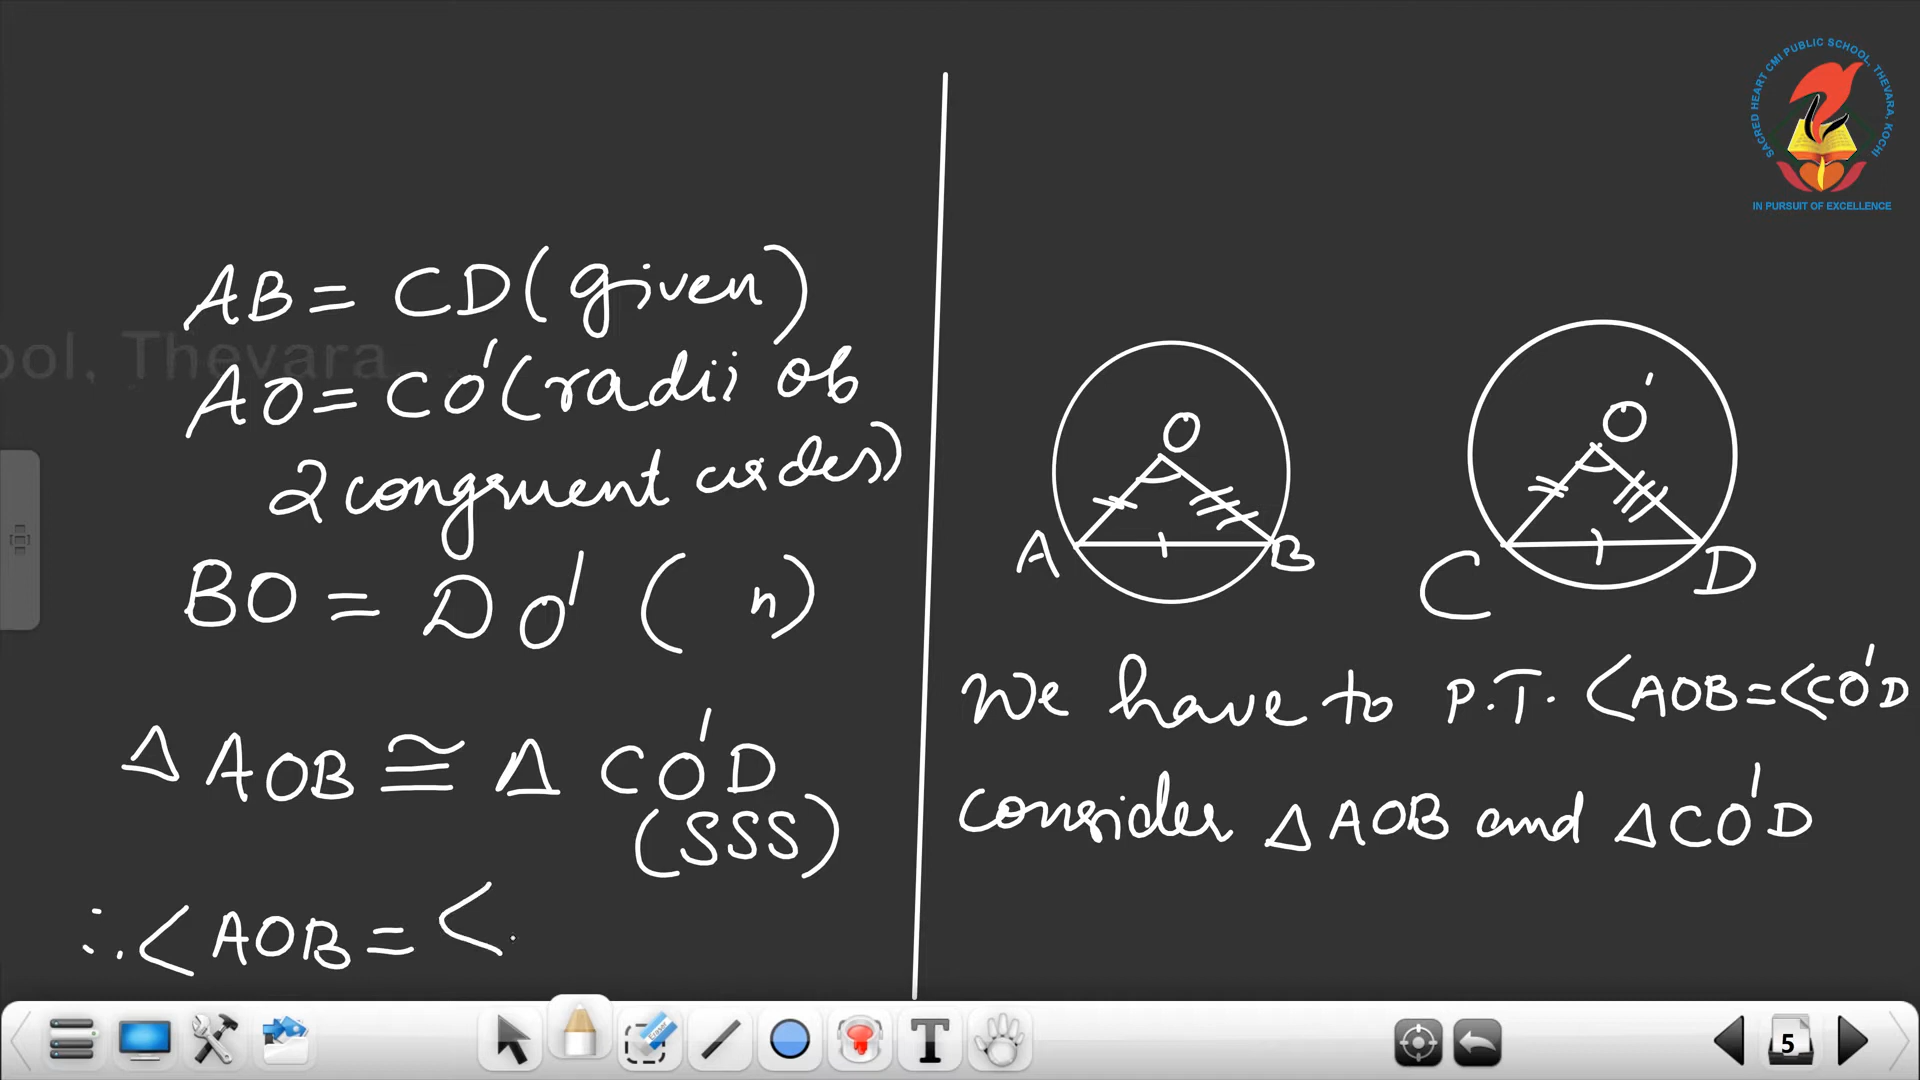 SACRED HEART CMI PUBLIC SCHOOL, THEVARA, KOCHI
IN PURSUIT OF EXCELLENCE
ool, Thevara.
AB = CD (given)
AO = CO' (radii of
2 congruent circles)
BO = DO' ( " )
△ AOB ≅ △ CO'D
(SSS)
∴ < AOB = <
O
A
B
O'
C
D
We have to P.T. <AOB = <CO'D
consider △ AOB and △ CO'D
T
5